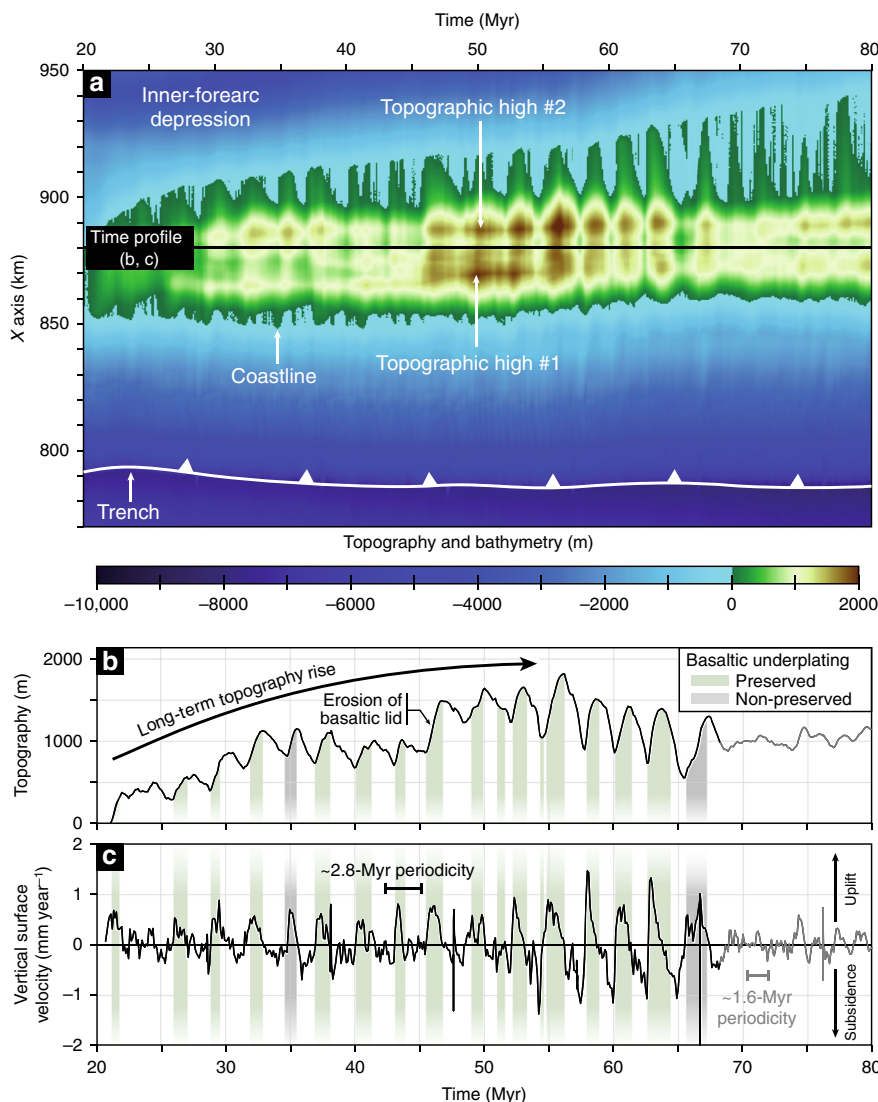 Time (Myr)
20 30 40 50 60 70 80
950
900
850
800
X axis (km)
a
Inner-forearc
depression
Topographic high #2
Time profile
(b, c)
Topographic high #1
Coastline
Trench
Topography and bathymetry (m)
–10,000 –8000 –6000 –4000 –2000 0 2000
b
2000
1000
0
Topography (m)
Long-term topography rise
Erosion of
basaltic lid
Basaltic underplating
Preserved
Non-preserved
c
2
1
0
–1
–2
Vertical surface
velocity (mm year⁻¹)
~2.8-Myr periodicity
~1.6-Myr
periodicity
Uplift
Subsidence
20 30 40 50 60 70 80
Time (Myr)